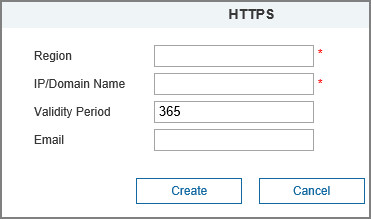 HTTPS
Region *
IP/Domain Name *
Validity Period 365
Email
Create Cancel